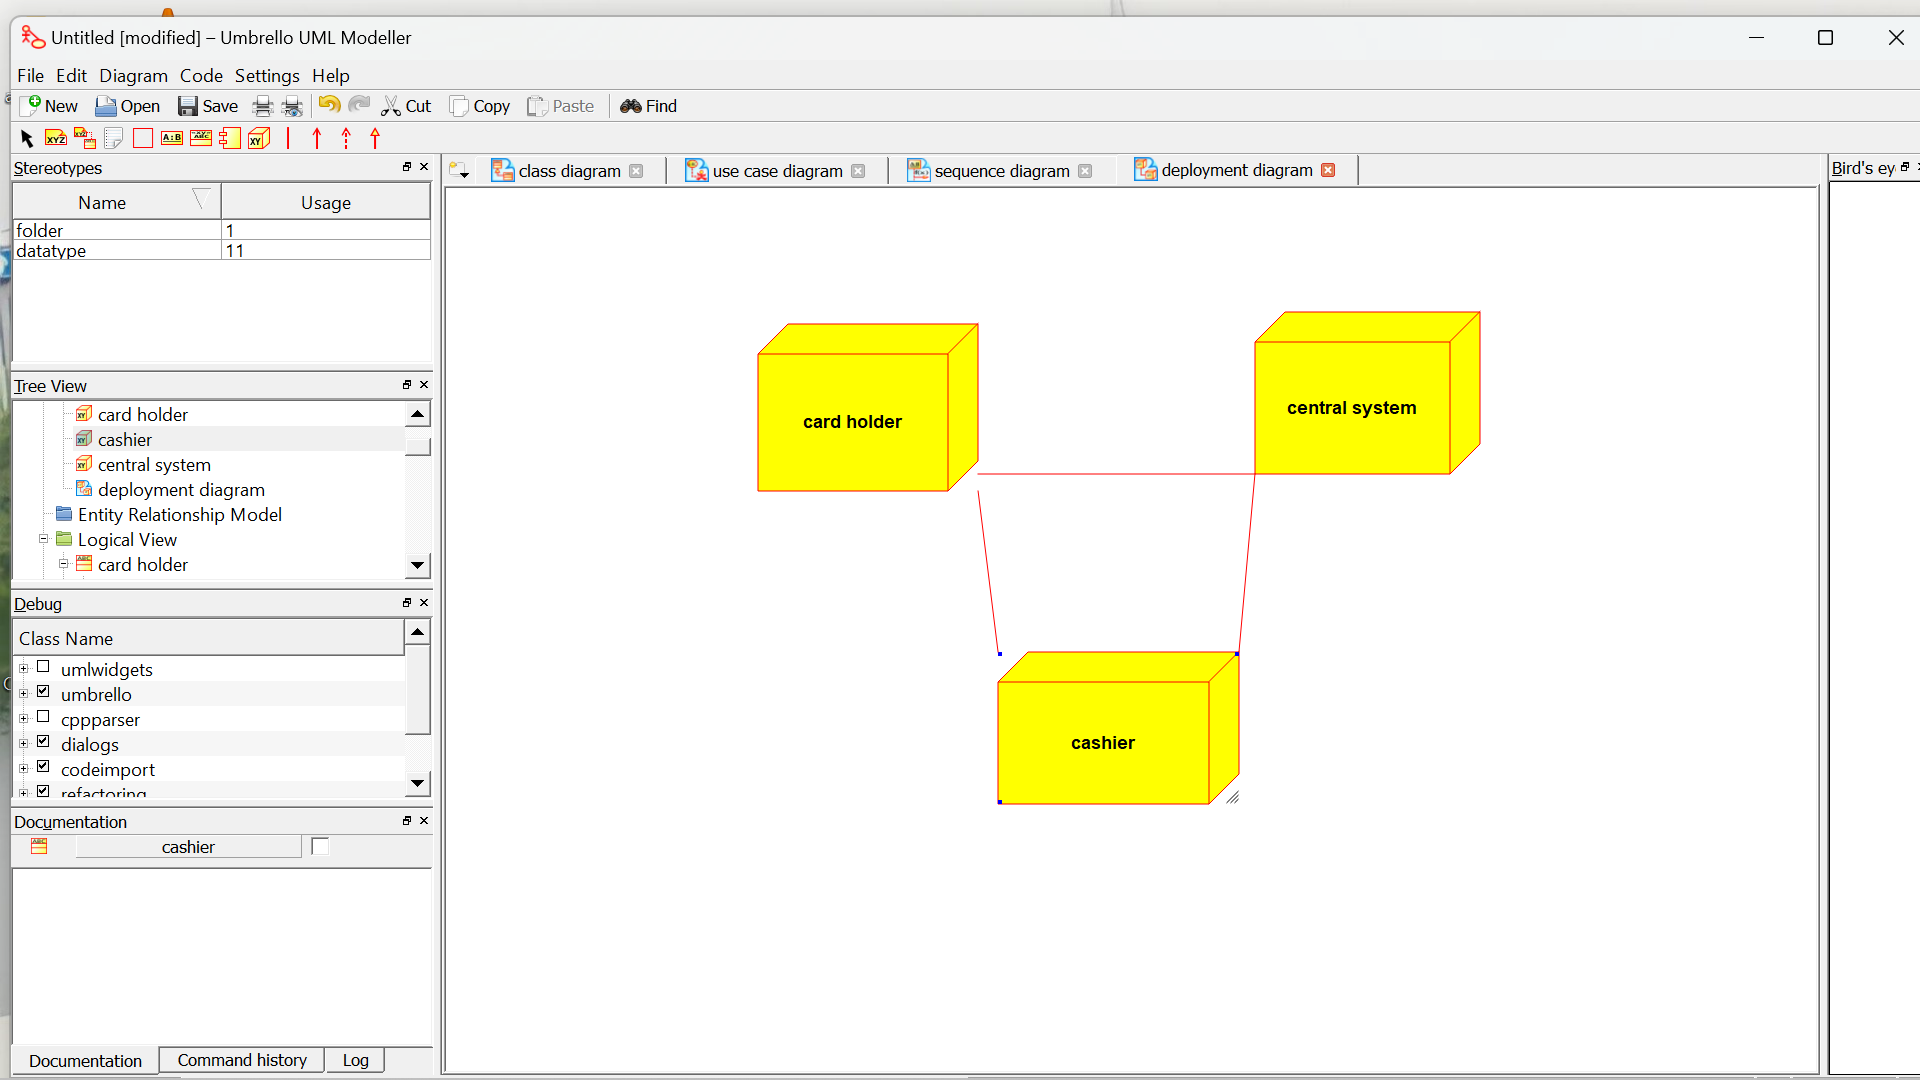 Untitled [modified] – Umbrello UML Modeller
File Edit Diagram Code Settings Help
New Open Save Cut Copy Paste Find
Stereotypes
Name Usage
folder 1
datatype 11
Tree View
card holder
cashier
central system
deployment diagram
Entity Relationship Model
Logical View
card holder
Debug
Class Name
umlwidgets
umbrello
cppparser
dialogs
codeimport
refactoring
Documentation
cashier
Documentation Command history Log
class diagram use case diagram sequence diagram deployment diagram
card holder
central system
cashier
Bird's ey